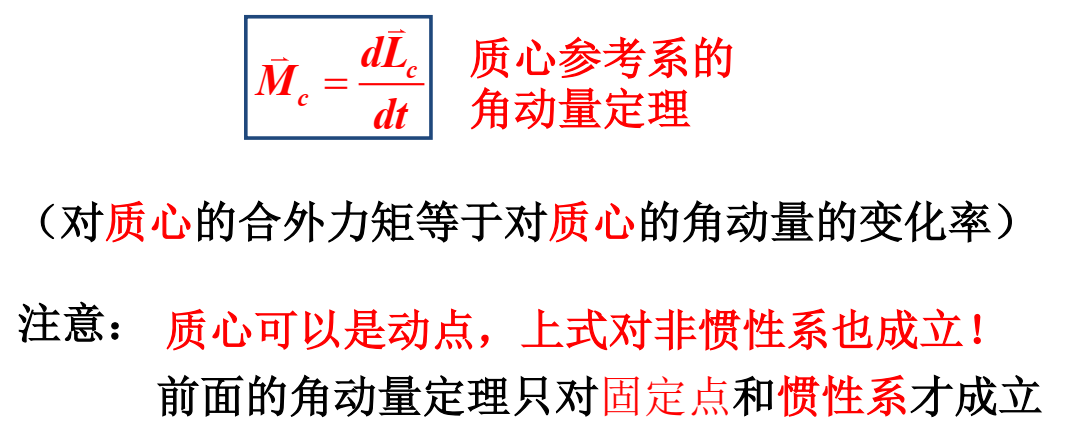 $\vec{M}_c = \frac{d\vec{L}_c}{dt}$
质心参考系的
角动量定理
（对质心的合外力矩等于对质心的角动量的变化率）
注意： 质心可以是动点，上式对非惯性系也成立！
前面的角动量定理只对固定点和惯性系才成立